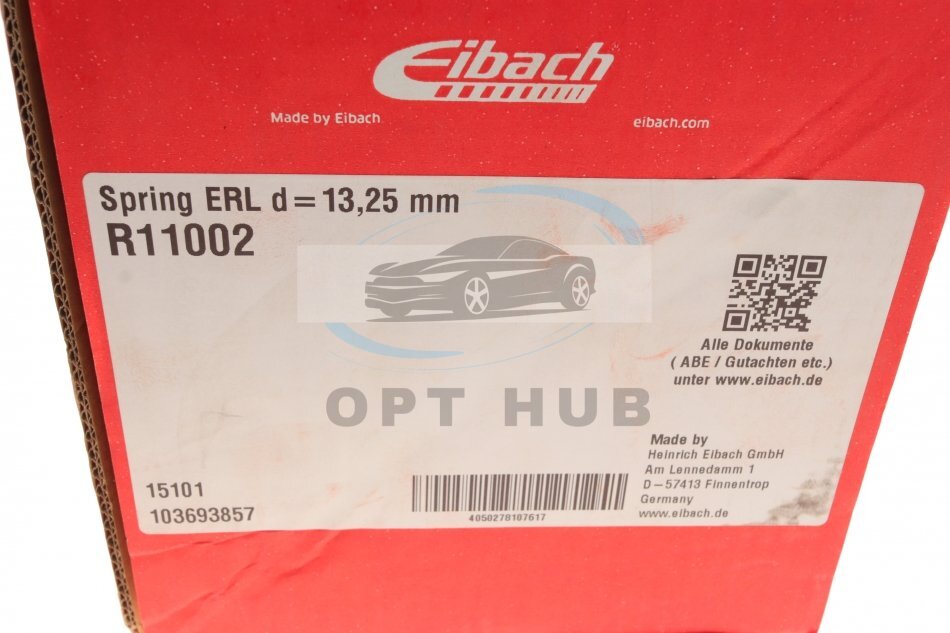 Eibach
Made by Eibach
eibach.com
Spring ERL d=13,25 mm
R11002
Alle Dokumente
( ABE / Gutachten etc.)
unter www.eibach.de
OPT HUB
Made by
Heinrich Eibach GmbH
Am Lennedamm 1
D-57413 Finnentrop
Germany
www.eibach.de
15101
103693857
4050278107617